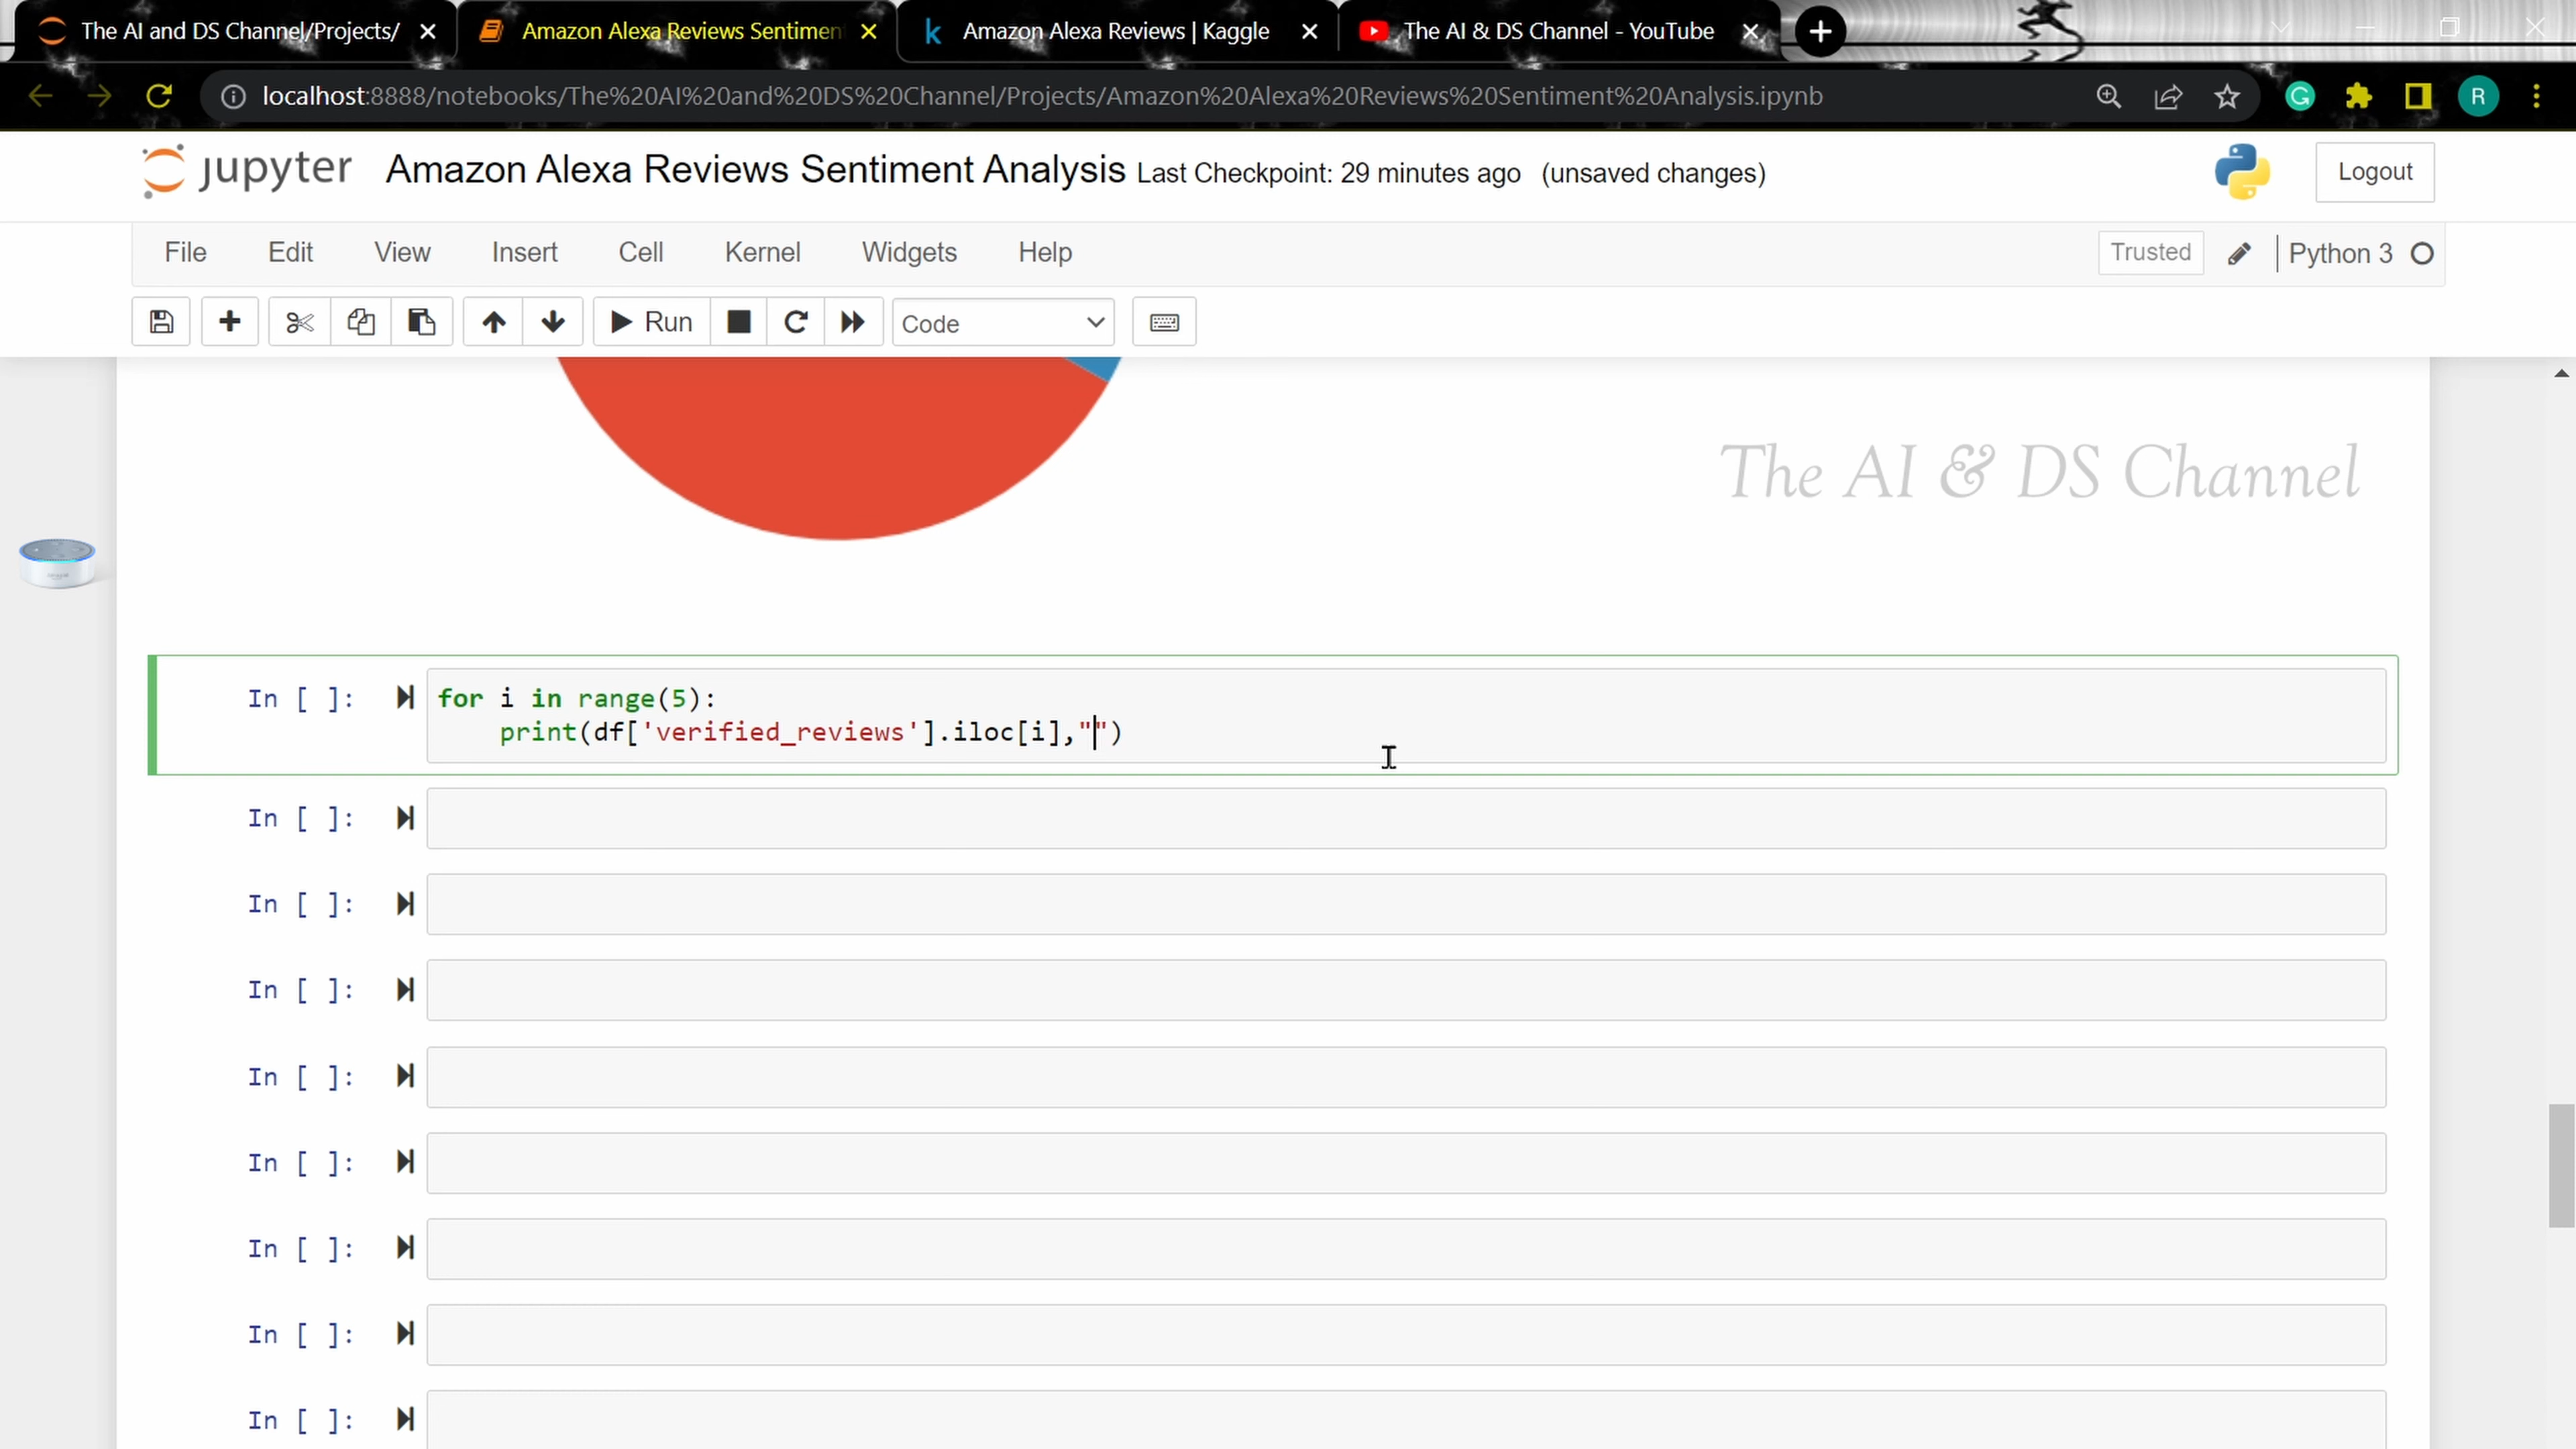 The AI and DS Channel/Projects/
Amazon Alexa Reviews Sentimen
Amazon Alexa Reviews | Kaggle
The AI & DS Channel - YouTube
localhost:8888/notebooks/The%20AI%20and%20DS%20Channel/Projects/Amazon%20Alexa%20Reviews%20Sentiment%20Analysis.ipynb
R
jupyter
Amazon Alexa Reviews Sentiment Analysis Last Checkpoint: 29 minutes ago (unsaved changes)
Logout
File Edit View Insert Cell Kernel Widgets Help
Trusted
Python 3
Run
Code
The AI & DS Channel
In [ ]:
for i in range(5):
print(df['verified_reviews'].iloc[i],"")
In [ ]:
In [ ]:
In [ ]:
In [ ]:
In [ ]:
In [ ]:
In [ ]:
In [ ]: